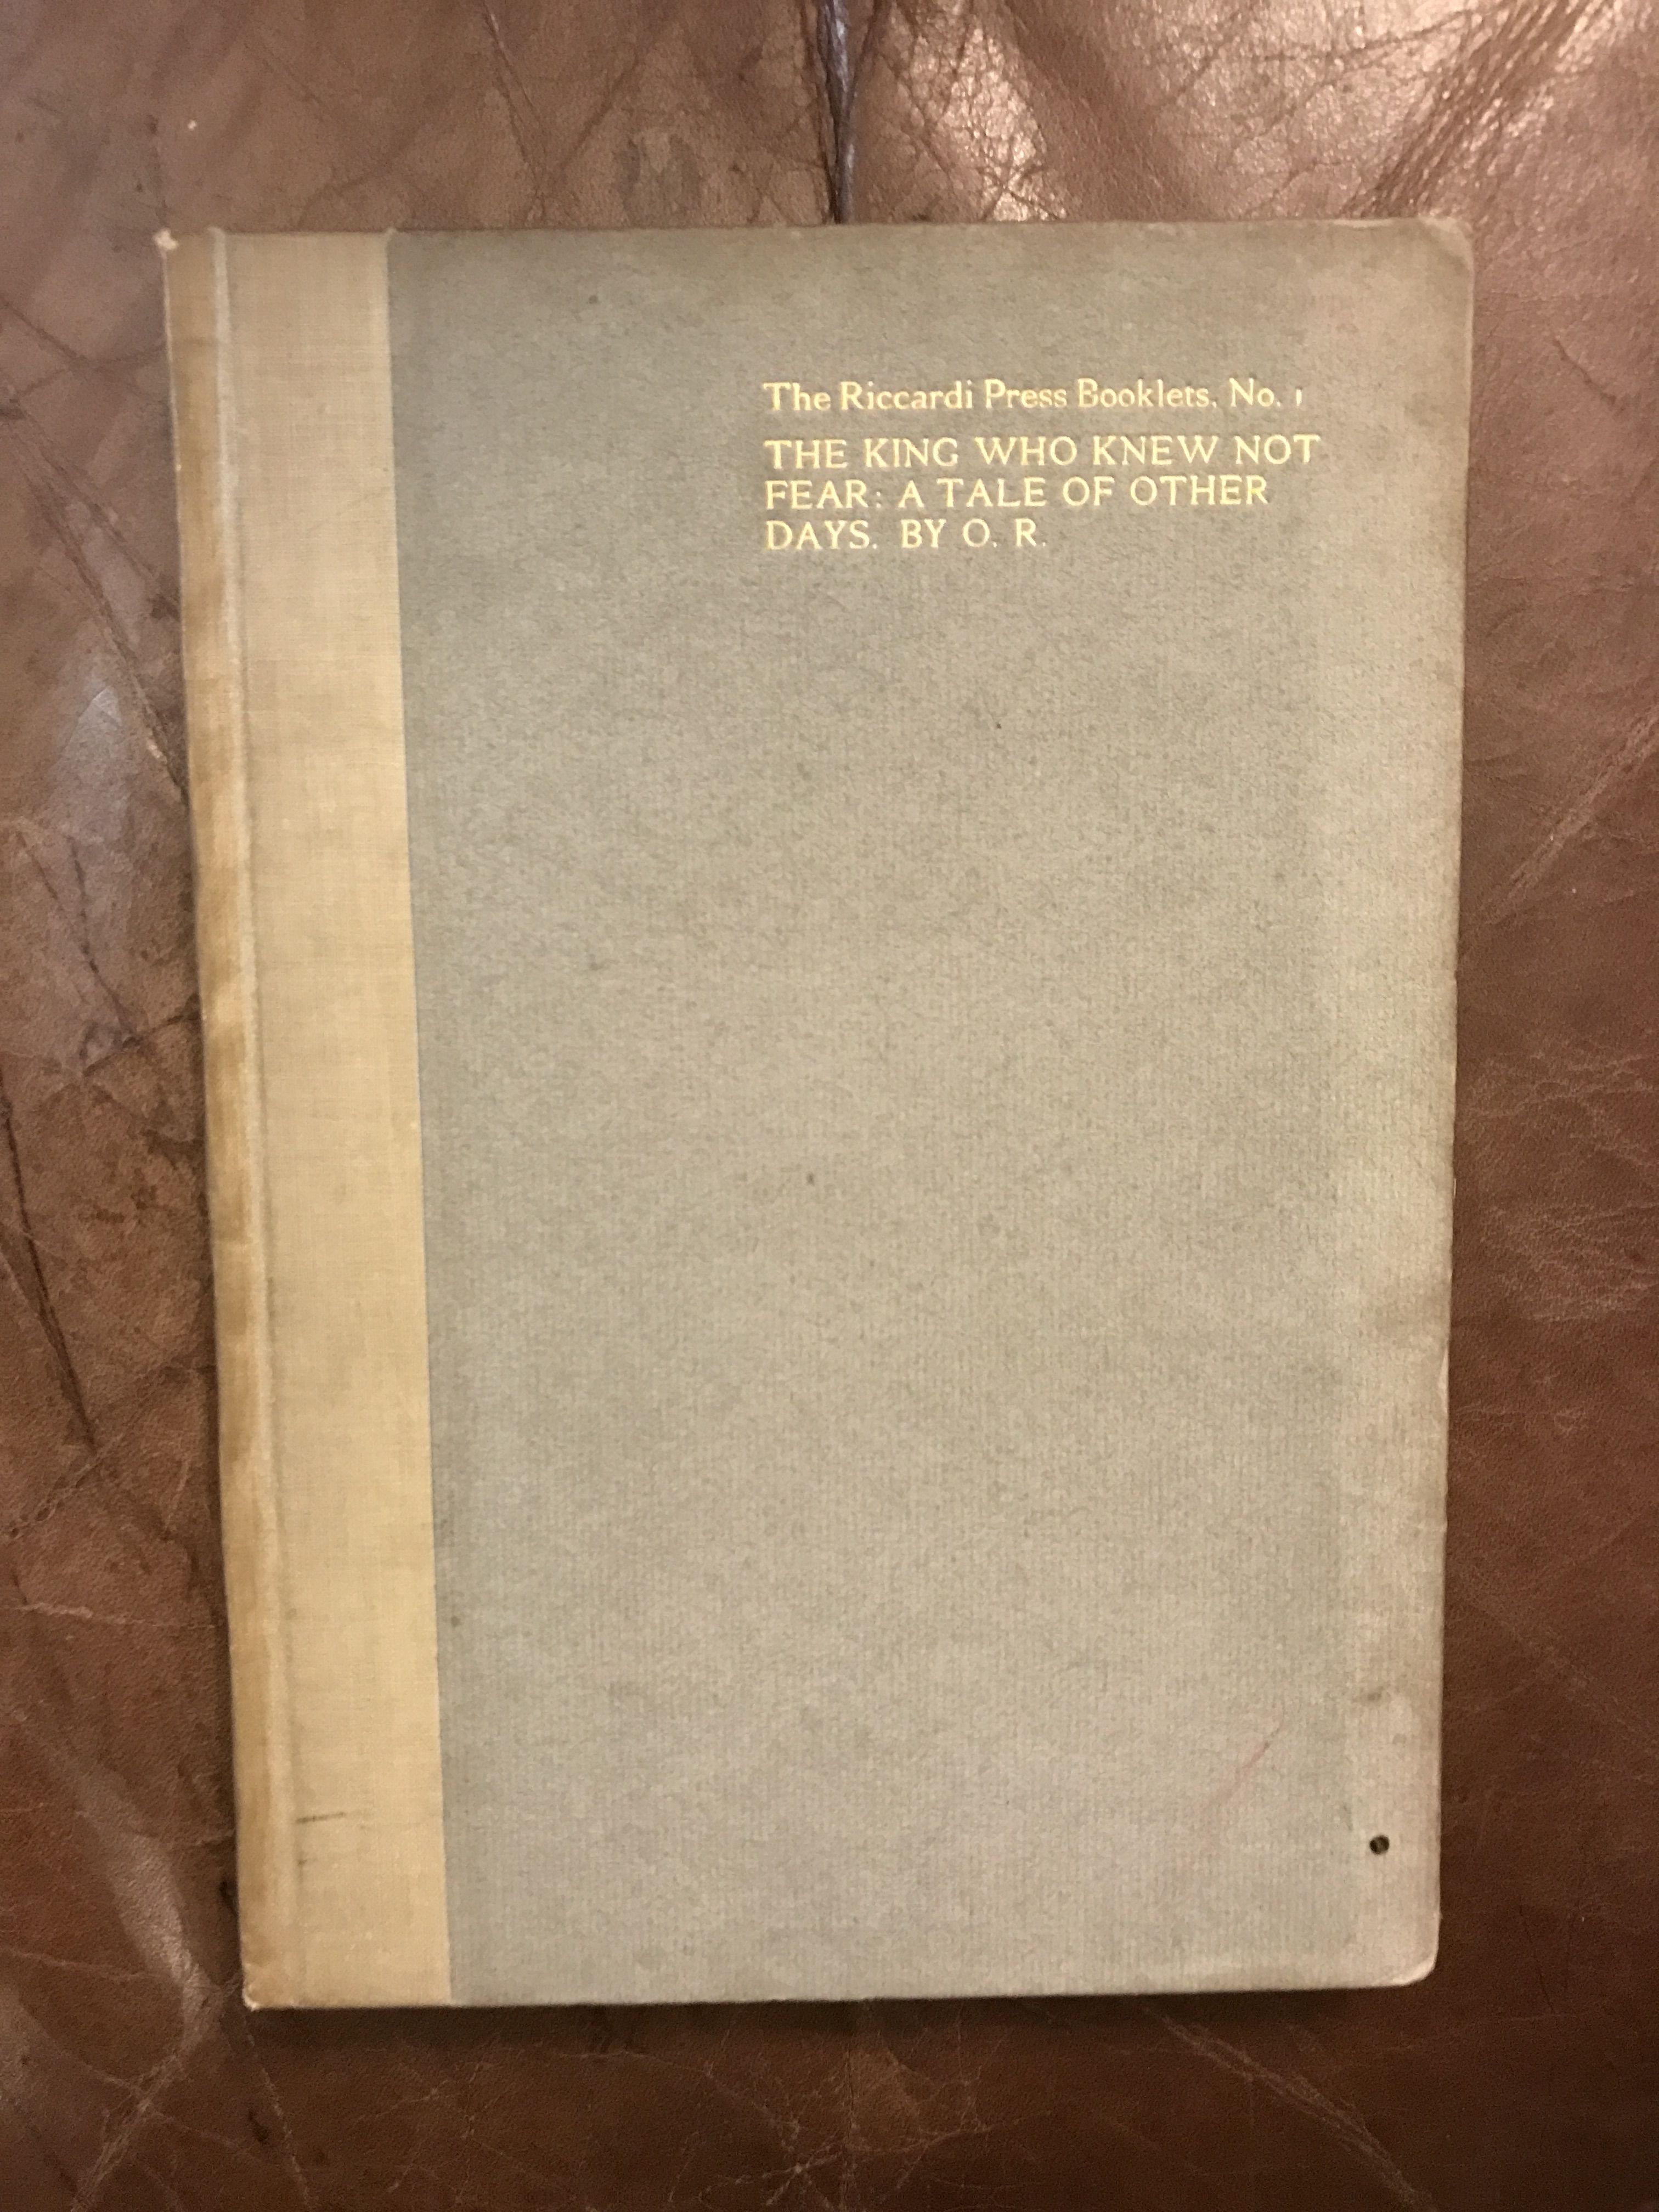 The Riccardi Press Booklets. No. 1
THE KING WHO KNEW NOT
FEAR: A TALE OF OTHER
DAYS. BY O. R.